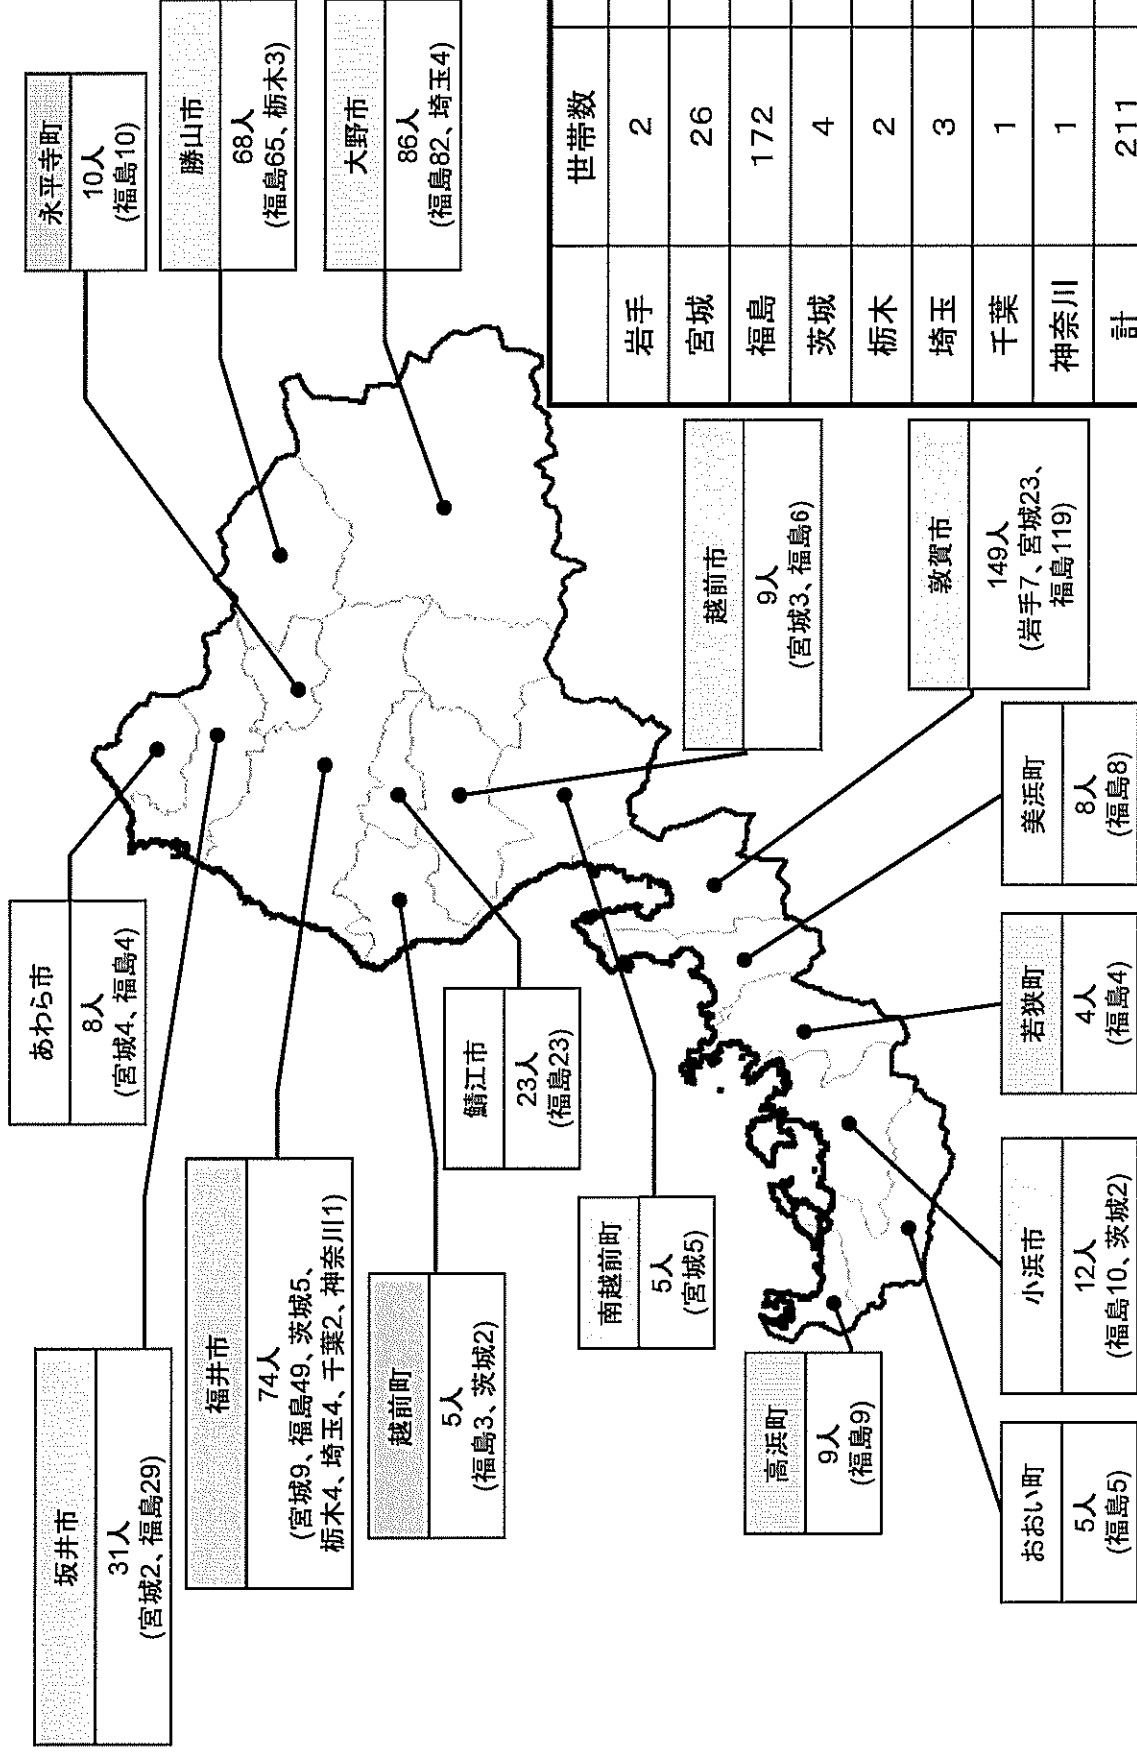 坂井市
31人
(宮城2、福島29)
あわら市
8人
(宮城4、福島4)
永平寺町
10人
(福島10)
勝山市
68人
(福島65、栃木3)
大野市
86人
(福島82、埼玉4)
福井市
74人
(宮城9、福島49、茨城5、
栃木4、埼玉4、千葉2、神奈川1)
越前町
5人
(福島3、茨城2)
鯖江市
23人
(福島23)
南越前町
5人
(宮城5)
越前市
9人
(宮城3、福島6)
敦賀市
149人
(岩手7、宮城23、
福島119)
高浜町
9人
(福島9)
おおい町
5人
(福島5)
小浜市
12人
(福島10、茨城2)
若狭町
4人
(福島4)
美浜町
8人
(福島8)
世帯数
岩手 2
宮城 26
福島 172
茨城 4
栃木 2
埼玉 3
千葉 1
神奈川 1
計 211